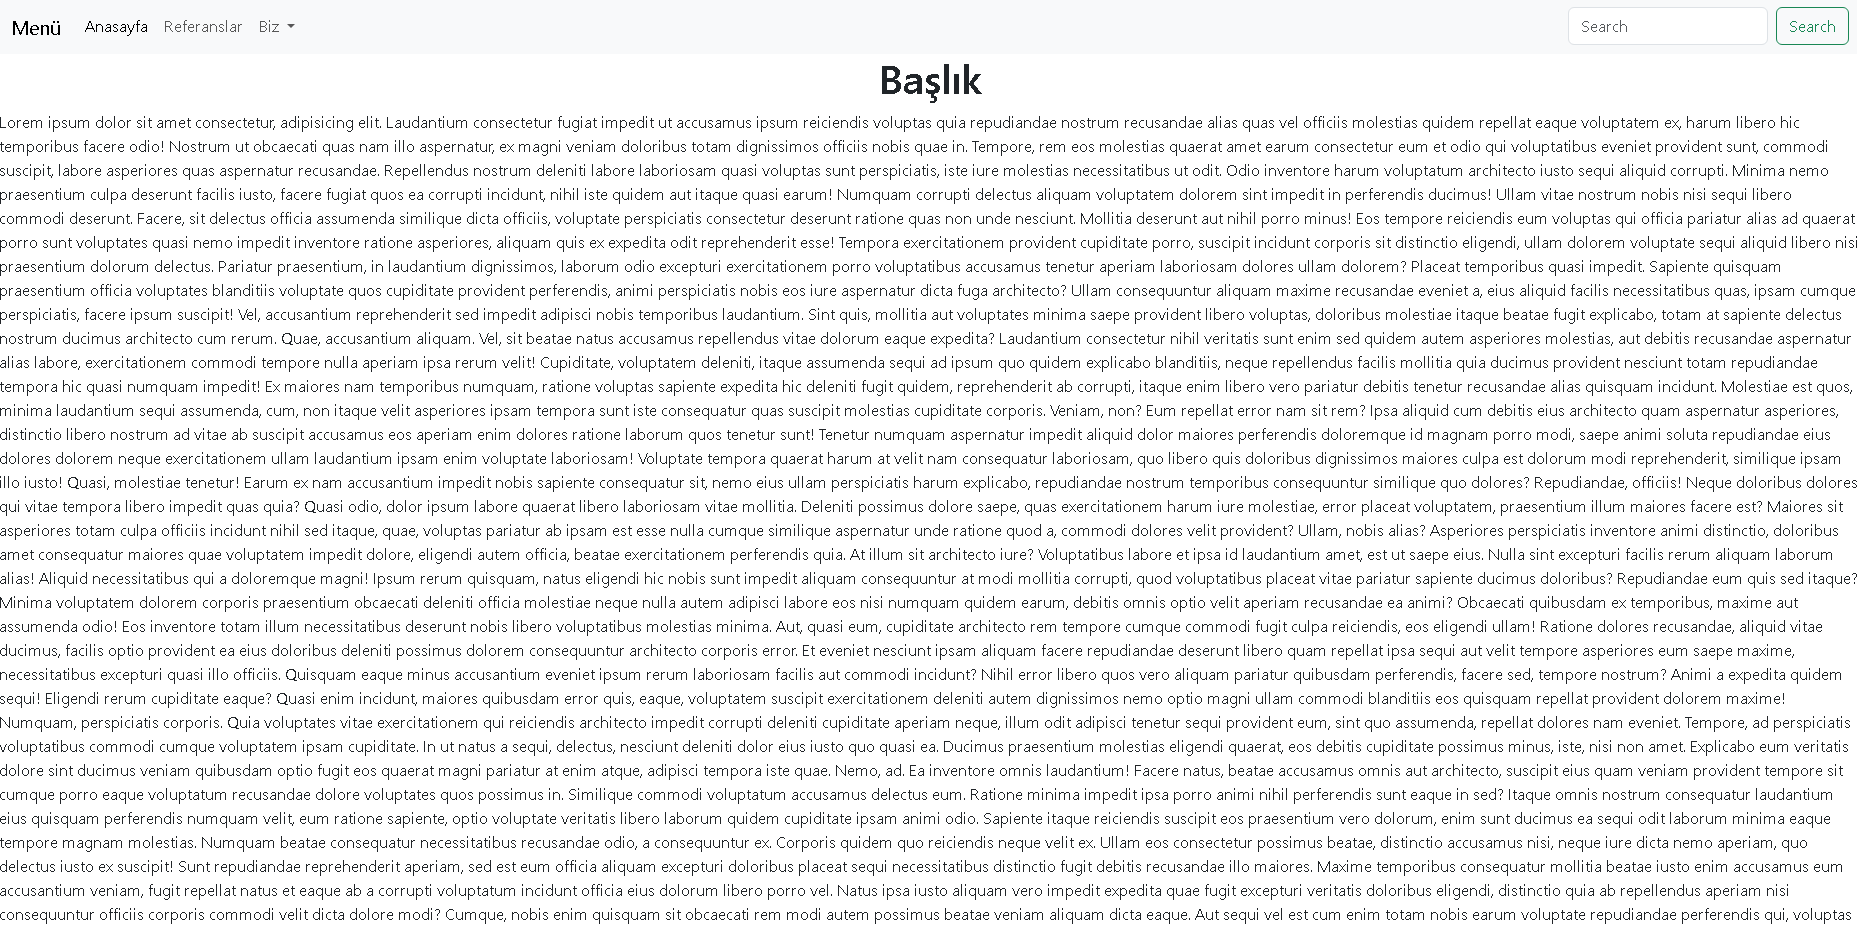 Menü Anasayfa Referanslar Biz Search Search
Başlık
Lorem ipsum dolor sit amet consectetur, adipisicing elit. Laudantium consectetur fugiat impedit ut accusamus ipsum reiciendis voluptas quia repudiandae nostrum recusandae alias quas vel officiis molestias quidem repellat eaque voluptatem ex, harum libero hic
temporibus facere odio! Nostrum ut obcaecati quas nam illo aspernatur, ex magni veniam doloribus totam dignissimos officiis nobis quae in. Tempore, rem eos molestias quaerat amet earum consectetur eum et odio qui voluptatibus eveniet provident sunt, commodi
suscipit, labore asperiores quas aspernatur recusandae. Repellendus nostrum deleniti labore laboriosam quasi voluptas sunt perspiciatis, iste iure molestias necessitatibus ut odit. Odio inventore harum voluptatum architecto iusto sequi aliquid corrupti. Minima nemo
praesentium culpa deserunt facilis iusto, facere fugiat quos ea corrupti incidunt, nihil iste quidem aut itaque quasi earum! Numquam corrupti delectus aliquam voluptatem dolorem sint impedit in perferendis ducimus! Ullam vitae nostrum nobis nisi sequi libero
commodi deserunt. Facere, sit delectus officia assumenda similique dicta officiis, voluptate perspiciatis consectetur deserunt ratione quas non unde nesciunt. Mollitia deserunt aut nihil porro minus! Eos tempore reiciendis eum voluptas qui officia pariatur alias ad quaerat
porro sunt voluptates quasi nemo impedit inventore ratione asperiores, aliquam quis ex expedita odit reprehenderit esse! Tempora exercitationem provident cupiditate porro, suscipit incidunt corporis sit distinctio eligendi, ullam dolorem voluptate sequi aliquid libero nisi
praesentium dolorum delectus. Pariatur praesentium, in laudantium dignissimos, laborum odio excepturi exercitationem porro voluptatibus accusamus tenetur aperiam laboriosam dolores ullam dolorem? Placeat temporibus quasi impedit. Sapiente quisquam
praesentium officia voluptates blanditiis voluptate quos cupiditate provident perferendis, animi perspiciatis nobis eos iure aspernatur dicta fuga architecto? Ullam consequuntur aliquam maxime recusandae eveniet a, eius aliquid facilis necessitatibus quas, ipsam cumque
perspiciatis, facere ipsum suscipit! Vel, accusantium reprehenderit sed impedit adipisci nobis temporibus laudantium. Sint quis, mollitia aut voluptates minima saepe provident libero voluptas, doloribus molestiae itaque beatae fugit explicabo, totam at sapiente delectus
nostrum ducimus architecto cum rerum. Quae, accusantium aliquam. Vel, sit beatae natus accusamus repellendus vitae dolorum eaque expedita? Laudantium consectetur nihil veritatis sunt enim sed quidem autem asperiores molestias, aut debitis recusandae aspernatur
alias labore, exercitationem commodi tempore nulla aperiam ipsa rerum velit! Cupiditate, voluptatem deleniti, itaque assumenda sequi ad ipsum quo quidem explicabo blanditiis, neque repellendus facilis mollitia quia ducimus provident nesciunt totam repudiandae
tempora hic quasi numquam impedit! Ex maiores nam temporibus numquam, ratione voluptas sapiente expedita hic deleniti fugit quidem, reprehenderit ab corrupti, itaque enim libero vero pariatur debitis tenetur recusandae alias quisquam incidunt. Molestiae est quos,
minima laudantium sequi assumenda, cum, non itaque velit asperiores ipsam tempora sunt iste consequatur quas suscipit molestias cupiditate corporis. Veniam, non? Eum repellat error nam sit rem? Ipsa aliquid cum debitis eius architecto quam aspernatur asperiores,
distinctio libero nostrum ad vitae ab suscipit accusamus eos aperiam enim dolores ratione laborum quos tenetur sunt! Tenetur numquam aspernatur impedit aliquid dolor maiores perferendis doloremque id magnam porro modi, saepe animi soluta repudiandae eius
dolores dolorem neque exercitationem ullam laudantium ipsam enim voluptate laboriosam! Voluptate tempora quaerat harum at velit nam consequatur laboriosam, quo libero quis doloribus dignissimos maiores culpa est dolorum modi reprehenderit, similique ipsam
illo iusto! Quasi, molestiae tenetur! Earum ex nam accusantium impedit nobis sapiente consequatur sit, nemo eius ullam perspiciatis harum explicabo, repudiandae nostrum temporibus consequuntur similique quo dolores? Repudiandae, officiis! Neque doloribus dolores
qui vitae tempora libero impedit quas quia? Quasi odio, dolor ipsum labore quaerat libero laboriosam vitae mollitia. Deleniti possimus dolore saepe, quas exercitationem harum iure molestiae, error placeat voluptatem, praesentium illum maiores facere est? Maiores sit
asperiores totam culpa officiis incidunt nihil sed itaque, quae, voluptas pariatur ab ipsam est esse nulla cumque similique aspernatur unde ratione quod a, commodi dolores velit provident? Ullam, nobis alias? Asperiores perspiciatis inventore animi distinctio, doloribus
amet consequatur maiores quae voluptatem impedit dolore, eligendi autem officia, beatae exercitationem perferendis quia. At illum sit architecto iure? Voluptatibus labore et ipsa id laudantium amet, est ut saepe eius. Nulla sint excepturi facilis rerum aliquam laborum
alias! Aliquid necessitatibus qui a doloremque magni! Ipsum rerum quisquam, natus eligendi hic nobis sunt impedit aliquam consequuntur at modi mollitia corrupti, quod voluptatibus placeat vitae pariatur sapiente ducimus doloribus? Repudiandae eum quis sed itaque?
Minima voluptatem dolorem corporis praesentium obcaecati deleniti officia molestiae neque nulla autem adipisci labore eos nisi numquam quidem earum, debitis omnis optio velit aperiam recusandae ea animi? Obcaecati quibusdam ex temporibus, maxime aut
assumenda odio! Eos inventore totam illum necessitatibus deserunt nobis libero voluptatibus molestias minima. Aut, quasi eum, cupiditate architecto rem tempore cumque commodi fugit culpa reiciendis, eos eligendi ullam! Ratione dolores recusandae, aliquid vitae
ducimus, facilis optio provident ea eius doloribus deleniti possimus dolorem consequuntur architecto corporis error. Et eveniet nesciunt ipsam aliquam facere repudiandae deserunt libero quam repellat ipsa sequi aut velit tempore asperiores eum saepe maxime,
necessitatibus excepturi quasi illo officiis. Quisquam eaque minus accusantium eveniet ipsum rerum laboriosam facilis aut commodi incidunt? Nihil error libero quos vero aliquam pariatur quibusdam perferendis, facere sed, tempore nostrum? Animi a expedita quidem
sequi! Eligendi rerum cupiditate eaque? Quasi enim incidunt, maiores quibusdam error quis, eaque, voluptatem suscipit exercitationem deleniti autem dignissimos nemo optio magni ullam commodi blanditiis eos quisquam repellat provident dolorem maxime!
Numquam, perspiciatis corporis. Quia voluptates vitae exercitationem qui reiciendis architecto impedit corrupti deleniti cupiditate aperiam neque, illum odit adipisci tenetur sequi provident eum, sint quo assumenda, repellat dolores nam eveniet. Tempore, ad perspiciatis
voluptatibus commodi cumque voluptatem ipsam cupiditate. In ut natus a sequi, delectus, nesciunt deleniti dolor eius iusto quo quasi ea. Ducimus praesentium molestias eligendi quaerat, eos debitis cupiditate possimus minus, iste, nisi non amet. Explicabo eum veritatis
dolore sint ducimus veniam quibusdam optio fugit eos quaerat magni pariatur at enim atque, adipisci tempora iste quae. Nemo, ad. Ea inventore omnis laudantium! Facere natus, beatae accusamus omnis aut architecto, suscipit eius quam veniam provident tempore sit
cumque porro eaque voluptatum recusandae dolore voluptates quos possimus in. Similique commodi voluptatum accusamus delectus eum. Ratione minima impedit ipsa porro animi nihil perferendis sunt eaque in sed? Itaque omnis nostrum consequatur laudantium
eius quisquam perferendis numquam velit, eum ratione sapiente, optio voluptate veritatis libero laborum quidem cupiditate ipsam animi odio. Sapiente itaque reiciendis suscipit eos praesentium vero dolorum, enim sunt ducimus ea sequi odit laborum minima eaque
tempore magnam molestias. Numquam beatae consequatur necessitatibus recusandae odio, a consequuntur ex. Corporis quidem quo reiciendis neque velit ex. Ullam eos consectetur possimus beatae, distinctio accusamus nisi, neque iure dicta nemo aperiam, quo
delectus iusto ex suscipit! Sunt repudiandae reprehenderit aperiam, sed est eum officia aliquam excepturi doloribus placeat sequi necessitatibus distinctio fugit debitis recusandae illo maiores. Maxime temporibus consequatur mollitia beatae iusto enim accusamus eum
accusantium veniam, fugit repellat natus et eaque ab a corrupti voluptatum incidunt officia eius dolorum libero porro vel. Natus ipsa iusto aliquam vero impedit expedita quae fugit excepturi veritatis doloribus eligendi, distinctio quia ab repellendus aperiam nisi
consequuntur officiis corporis commodi velit dicta dolore modi? Cumque, nobis enim quisquam sit obcaecati rem modi autem possimus beatae veniam aliquam dicta eaque. Aut sequi vel est cum enim totam nobis earum voluptate repudiandae perferendis qui, voluptas